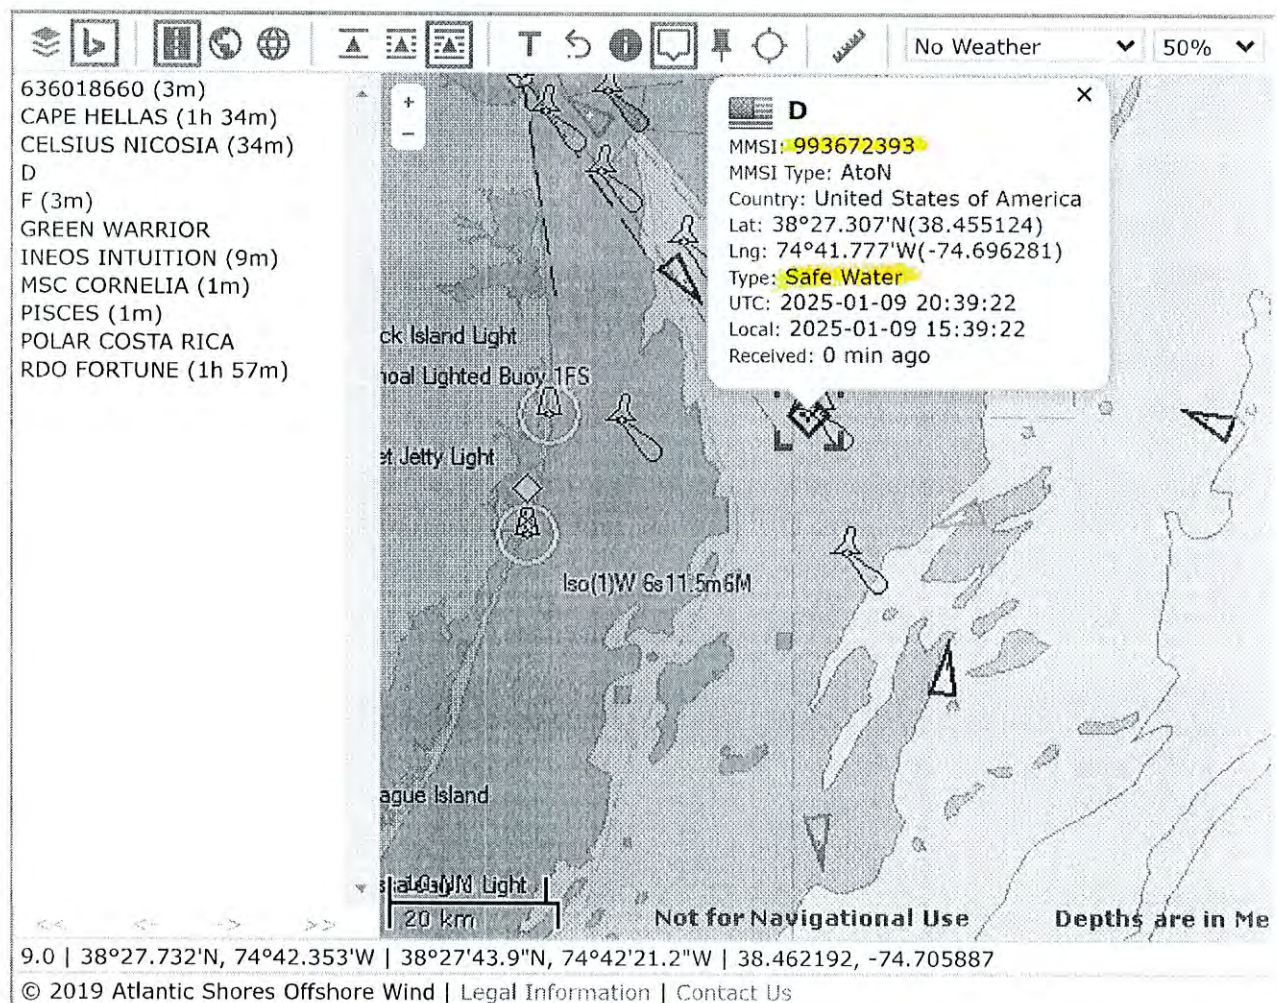 T
No Weather
50%
636018660 (3m)
CAPE HELLAS (1h 34m)
CELSIUS NICOSIA (34m)
D
F (3m)
GREEN WARRIOR
INEOS INTUITION (9m)
MSC CORNELIA (1m)
PISCES (1m)
POLAR COSTA RICA
RDO FORTUNE (1h 57m)
<< <- -> >>
+
−
D
×
MMSI: 993672393
MMSI Type: AtoN
Country: United States of America
Lat: 38°27.307'N(38.455124)
Lng: 74°41.777'W(-74.696281)
Type: Safe Water
UTC: 2025-01-09 20:39:22
Local: 2025-01-09 15:39:22
Received: 0 min ago
ck Island Light
hoal Lighted Buoy 1FS
et Jetty Light
Iso(1)W 6s11.5m6M
ague Island
10 NM
Light
20 km
Not for Navigational Use
Depths are in Me
9.0 | 38°27.732'N, 74°42.353'W | 38°27'43.9"N, 74°42'21.2"W | 38.462192, -74.705887
© 2019 Atlantic Shores Offshore Wind | Legal Information | Contact Us